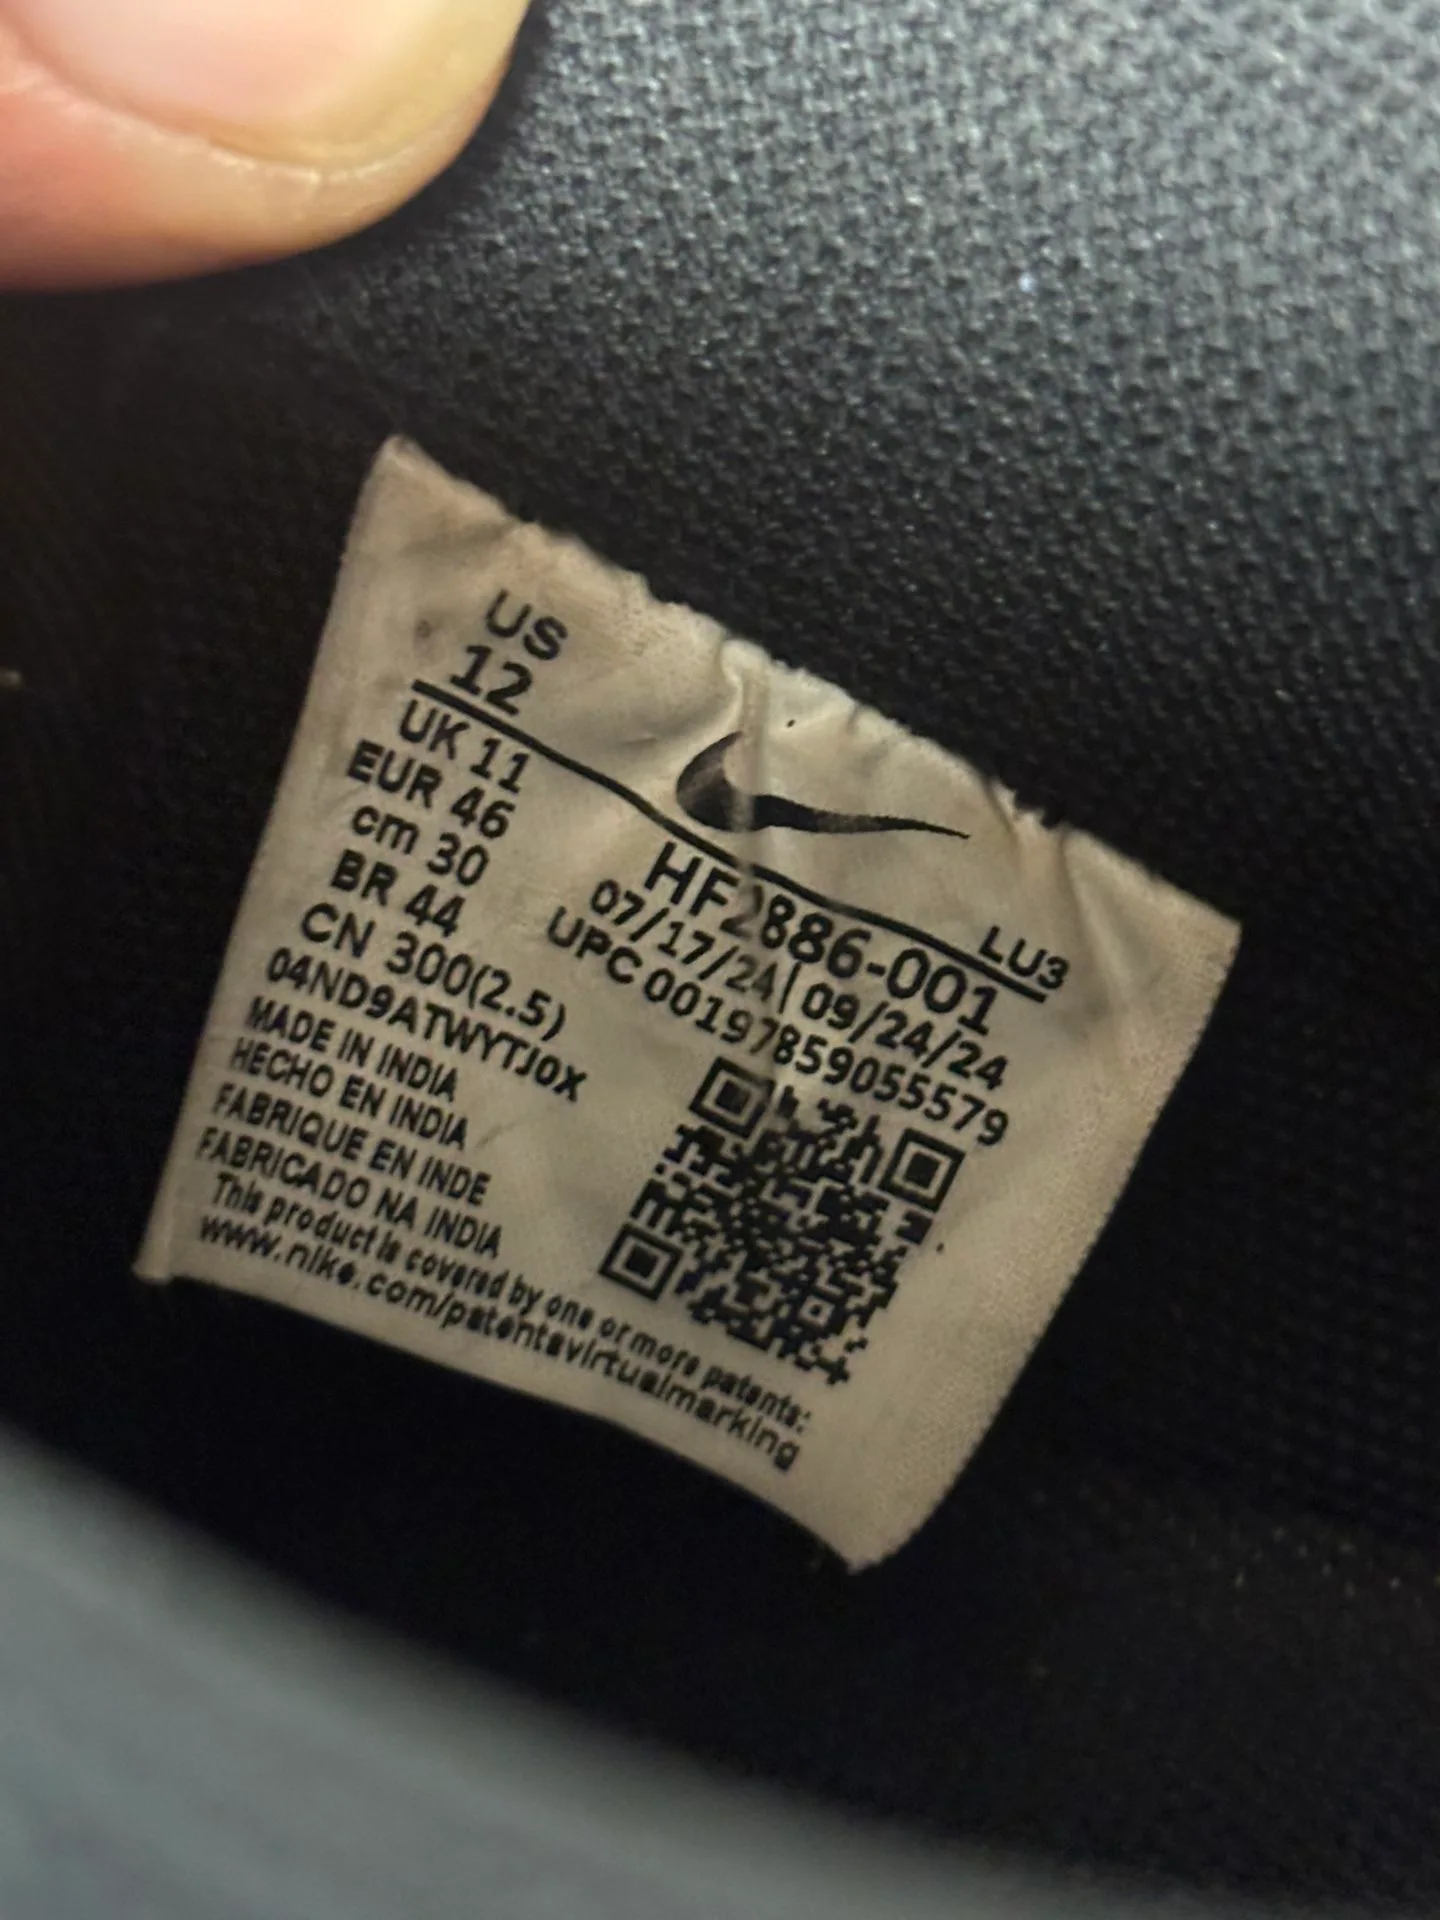 US
12
UK 11
EUR 46
cm 30
BR 44
CN 300(2.5)
04ND9ATWYTJ0X
MADE IN INDIA
HECHO EN INDIA
FABRIQUE EN INDE
FABRICADO NA INDIA
This product is covered by one or more patents:
www.nike.com/patentsvirtualmarking
LU3
HF2886-001
07/17/24| 09/24/24
UPC 00197859055579